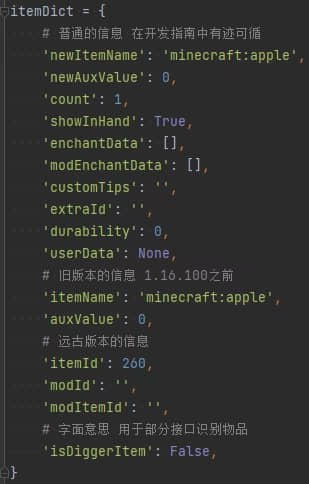 itemDict = {
# 普通的信息 在开发指南中有迹可循
'newItemName': 'minecraft:apple',
'newAuxValue': 0,
'count': 1,
'showInHand': True,
'enchantData': [],
'modEnchantData': [],
'customTips': '',
'extraId': '',
'durability': 0,
'userData': None,
# 旧版本的信息 1.16.100之前
'itemName': 'minecraft:apple',
'auxValue': 0,
# 远古版本的信息
'itemId': 260,
'modId': '',
'modItemId': '',
# 字面意思 用于部分接口识别物品
'isDiggerItem': False,
}